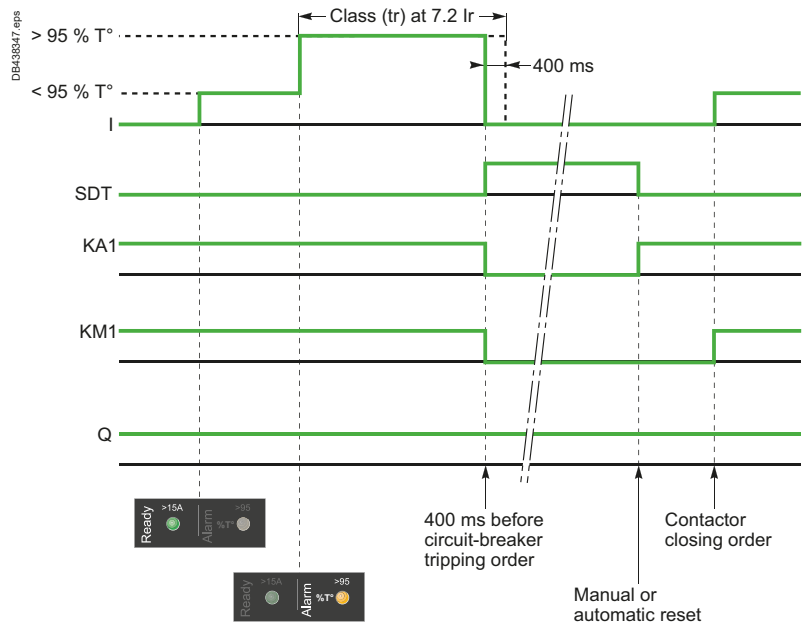 DB438347.eps
Class (tr) at 7.2 Ir
> 95 % T°
400 ms
< 95 % T°
I
SDT
KA1
KM1
Q
Ready
>15A
Alarm
%T°
>95
400 ms before
circuit-breaker
tripping order
Contactor
closing order
Ready
>15A
Alarm
%T°
>95
Manual or
automatic reset